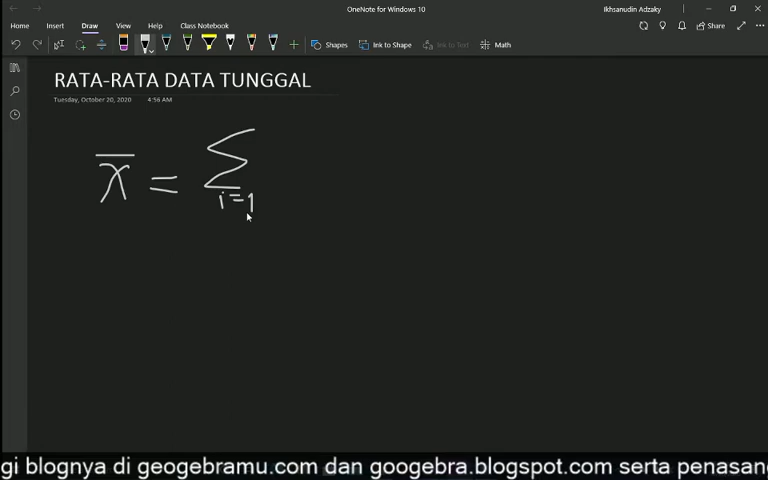 OneNote for Windows 10
Ikhsanudin Adzaky
Home Insert Draw View Help Class Notebook
Share
Shapes Ink to Shape Ink to Text Math
RATA-RATA DATA TUNGGAL
Tuesday, October 20, 2020 4:56 AM
x̅ = ∑
i=1
gi blognya di geogebramu.com dan googebra.blogspot.com serta penasan